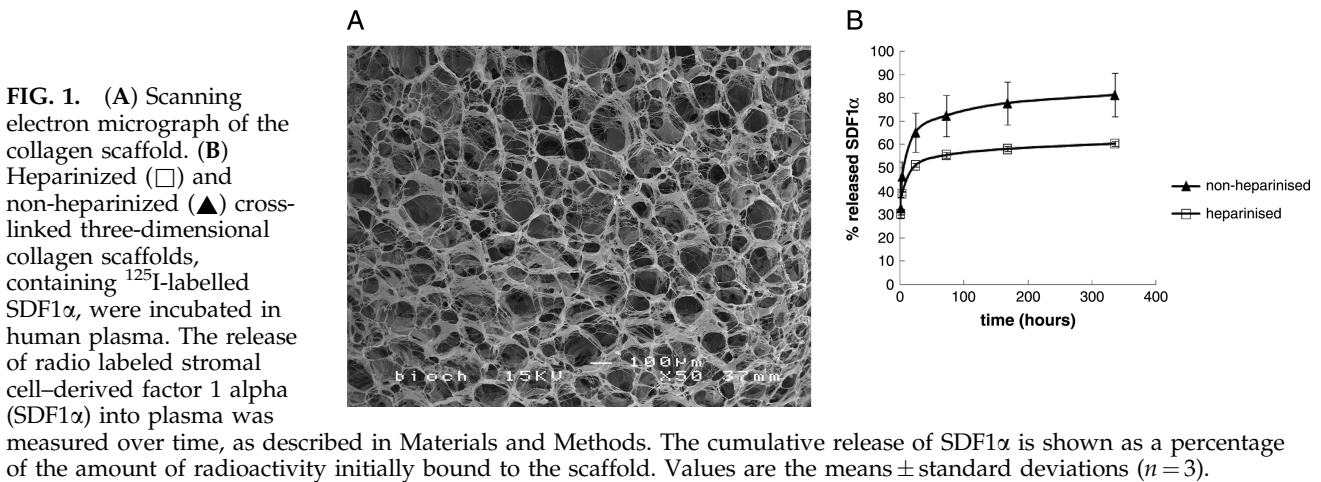 FIG. 1. (A) Scanning
electron micrograph of the
collagen scaffold. (B)
Heparinized (□) and
non-heparinized (▲) cross-
linked three-dimensional
collagen scaffolds,
containing ¹²⁵I-labelled
SDF1α, were incubated in
human plasma. The release
of radio labeled stromal
cell–derived factor 1 alpha
(SDF1α) into plasma was
measured over time, as described in Materials and Methods. The cumulative release of SDF1α is shown as a percentage
of the amount of radioactivity initially bound to the scaffold. Values are the means ± standard deviations (n = 3).
A
100μm
bioch 15KV X50 37mm
B
% released SDF1α
100
90
80
70
60
50
40
30
20
10
0
0 100 200 300 400
time (hours)
non-heparinised
heparinised